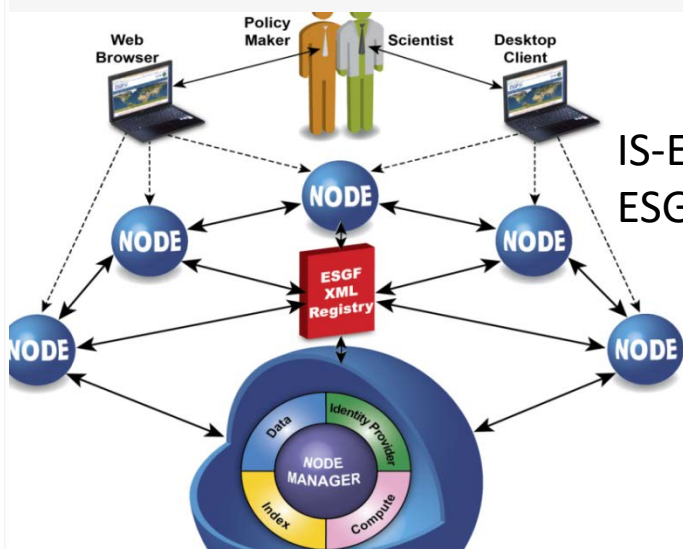 Policy
Maker
Scientist
Web
Browser
Desktop
Client
IS-E
ESG
NODE
NODE
NODE
ESGF
XML
Registry
NODE
NODE
Data
Identity Provider
NODE
MANAGER
Index
Compute